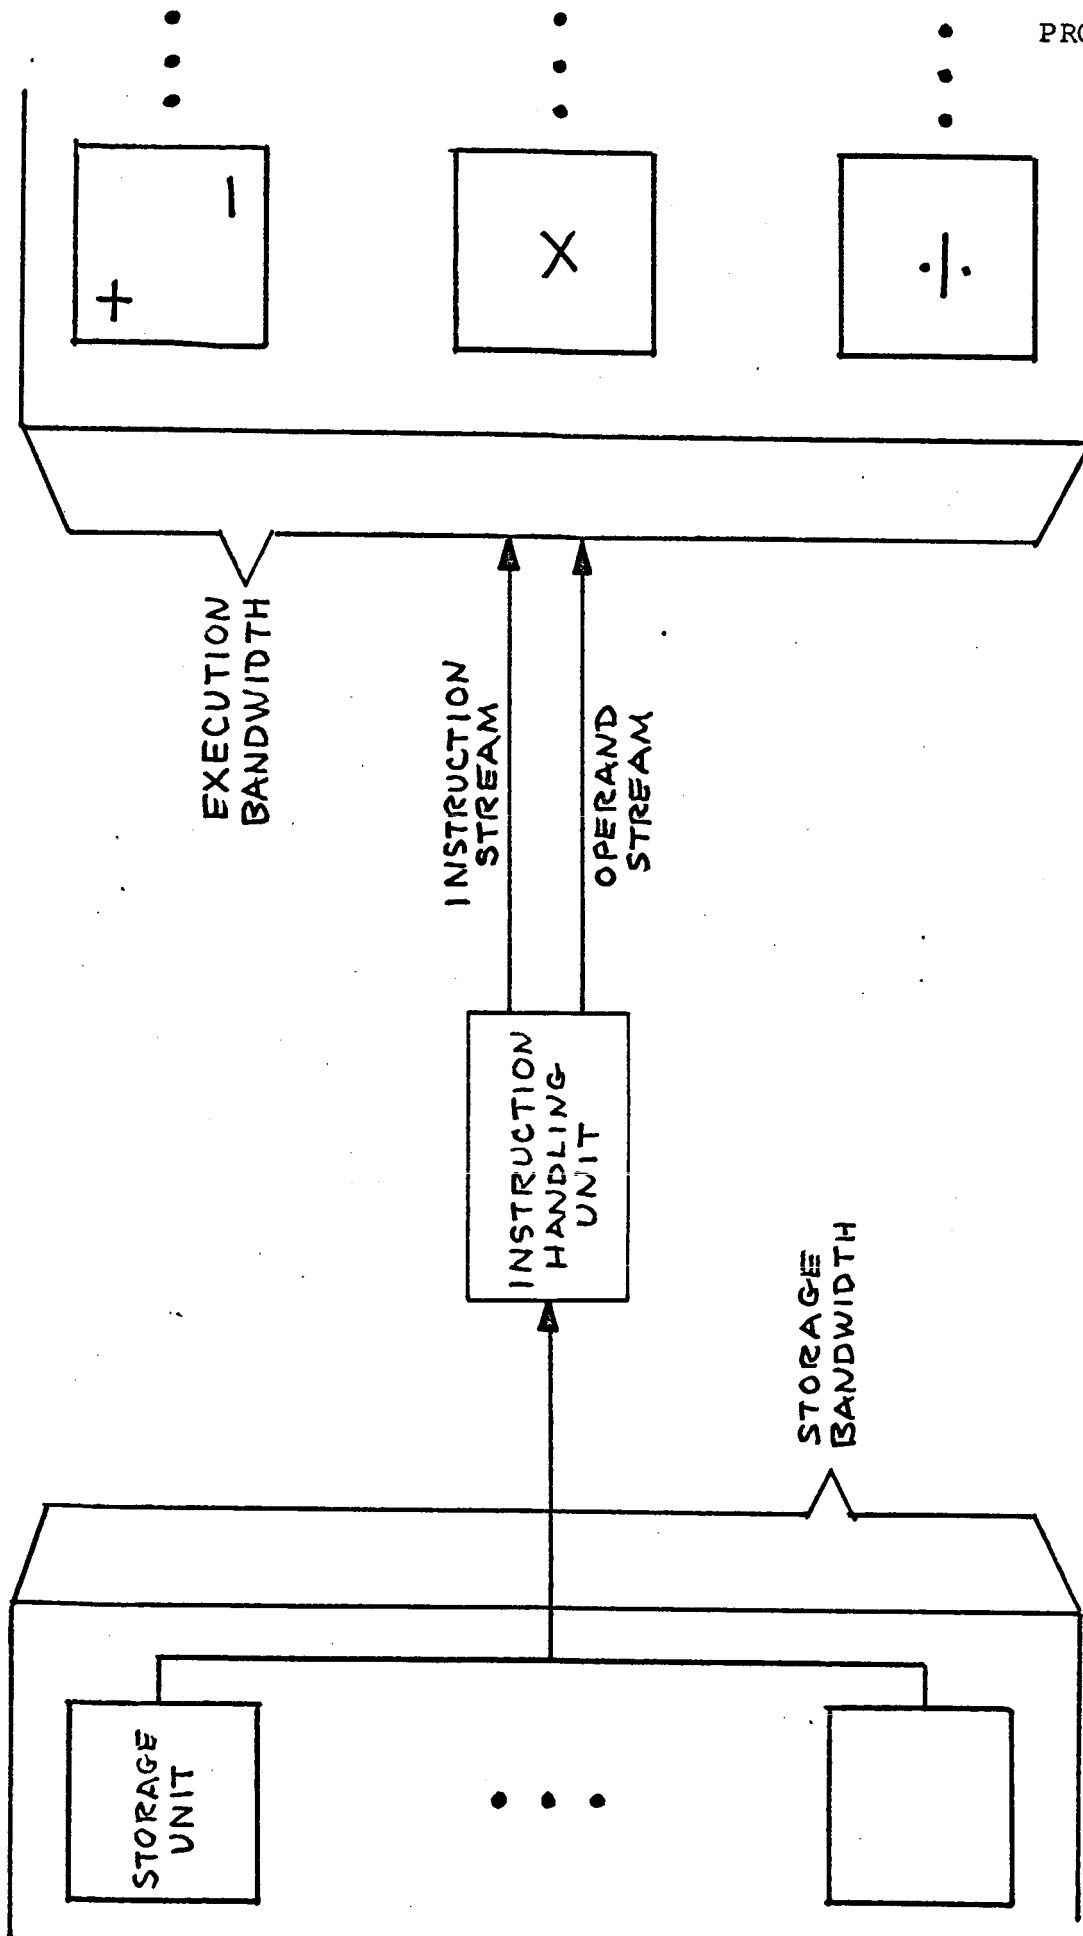 PRO
+
−
×
÷
EXECUTION
BANDWIDTH
INSTRUCTION
STREAM
OPERAND
STREAM
INSTRUCTION
HANDLING
UNIT
STORAGE
BANDWIDTH
STORAGE
UNIT